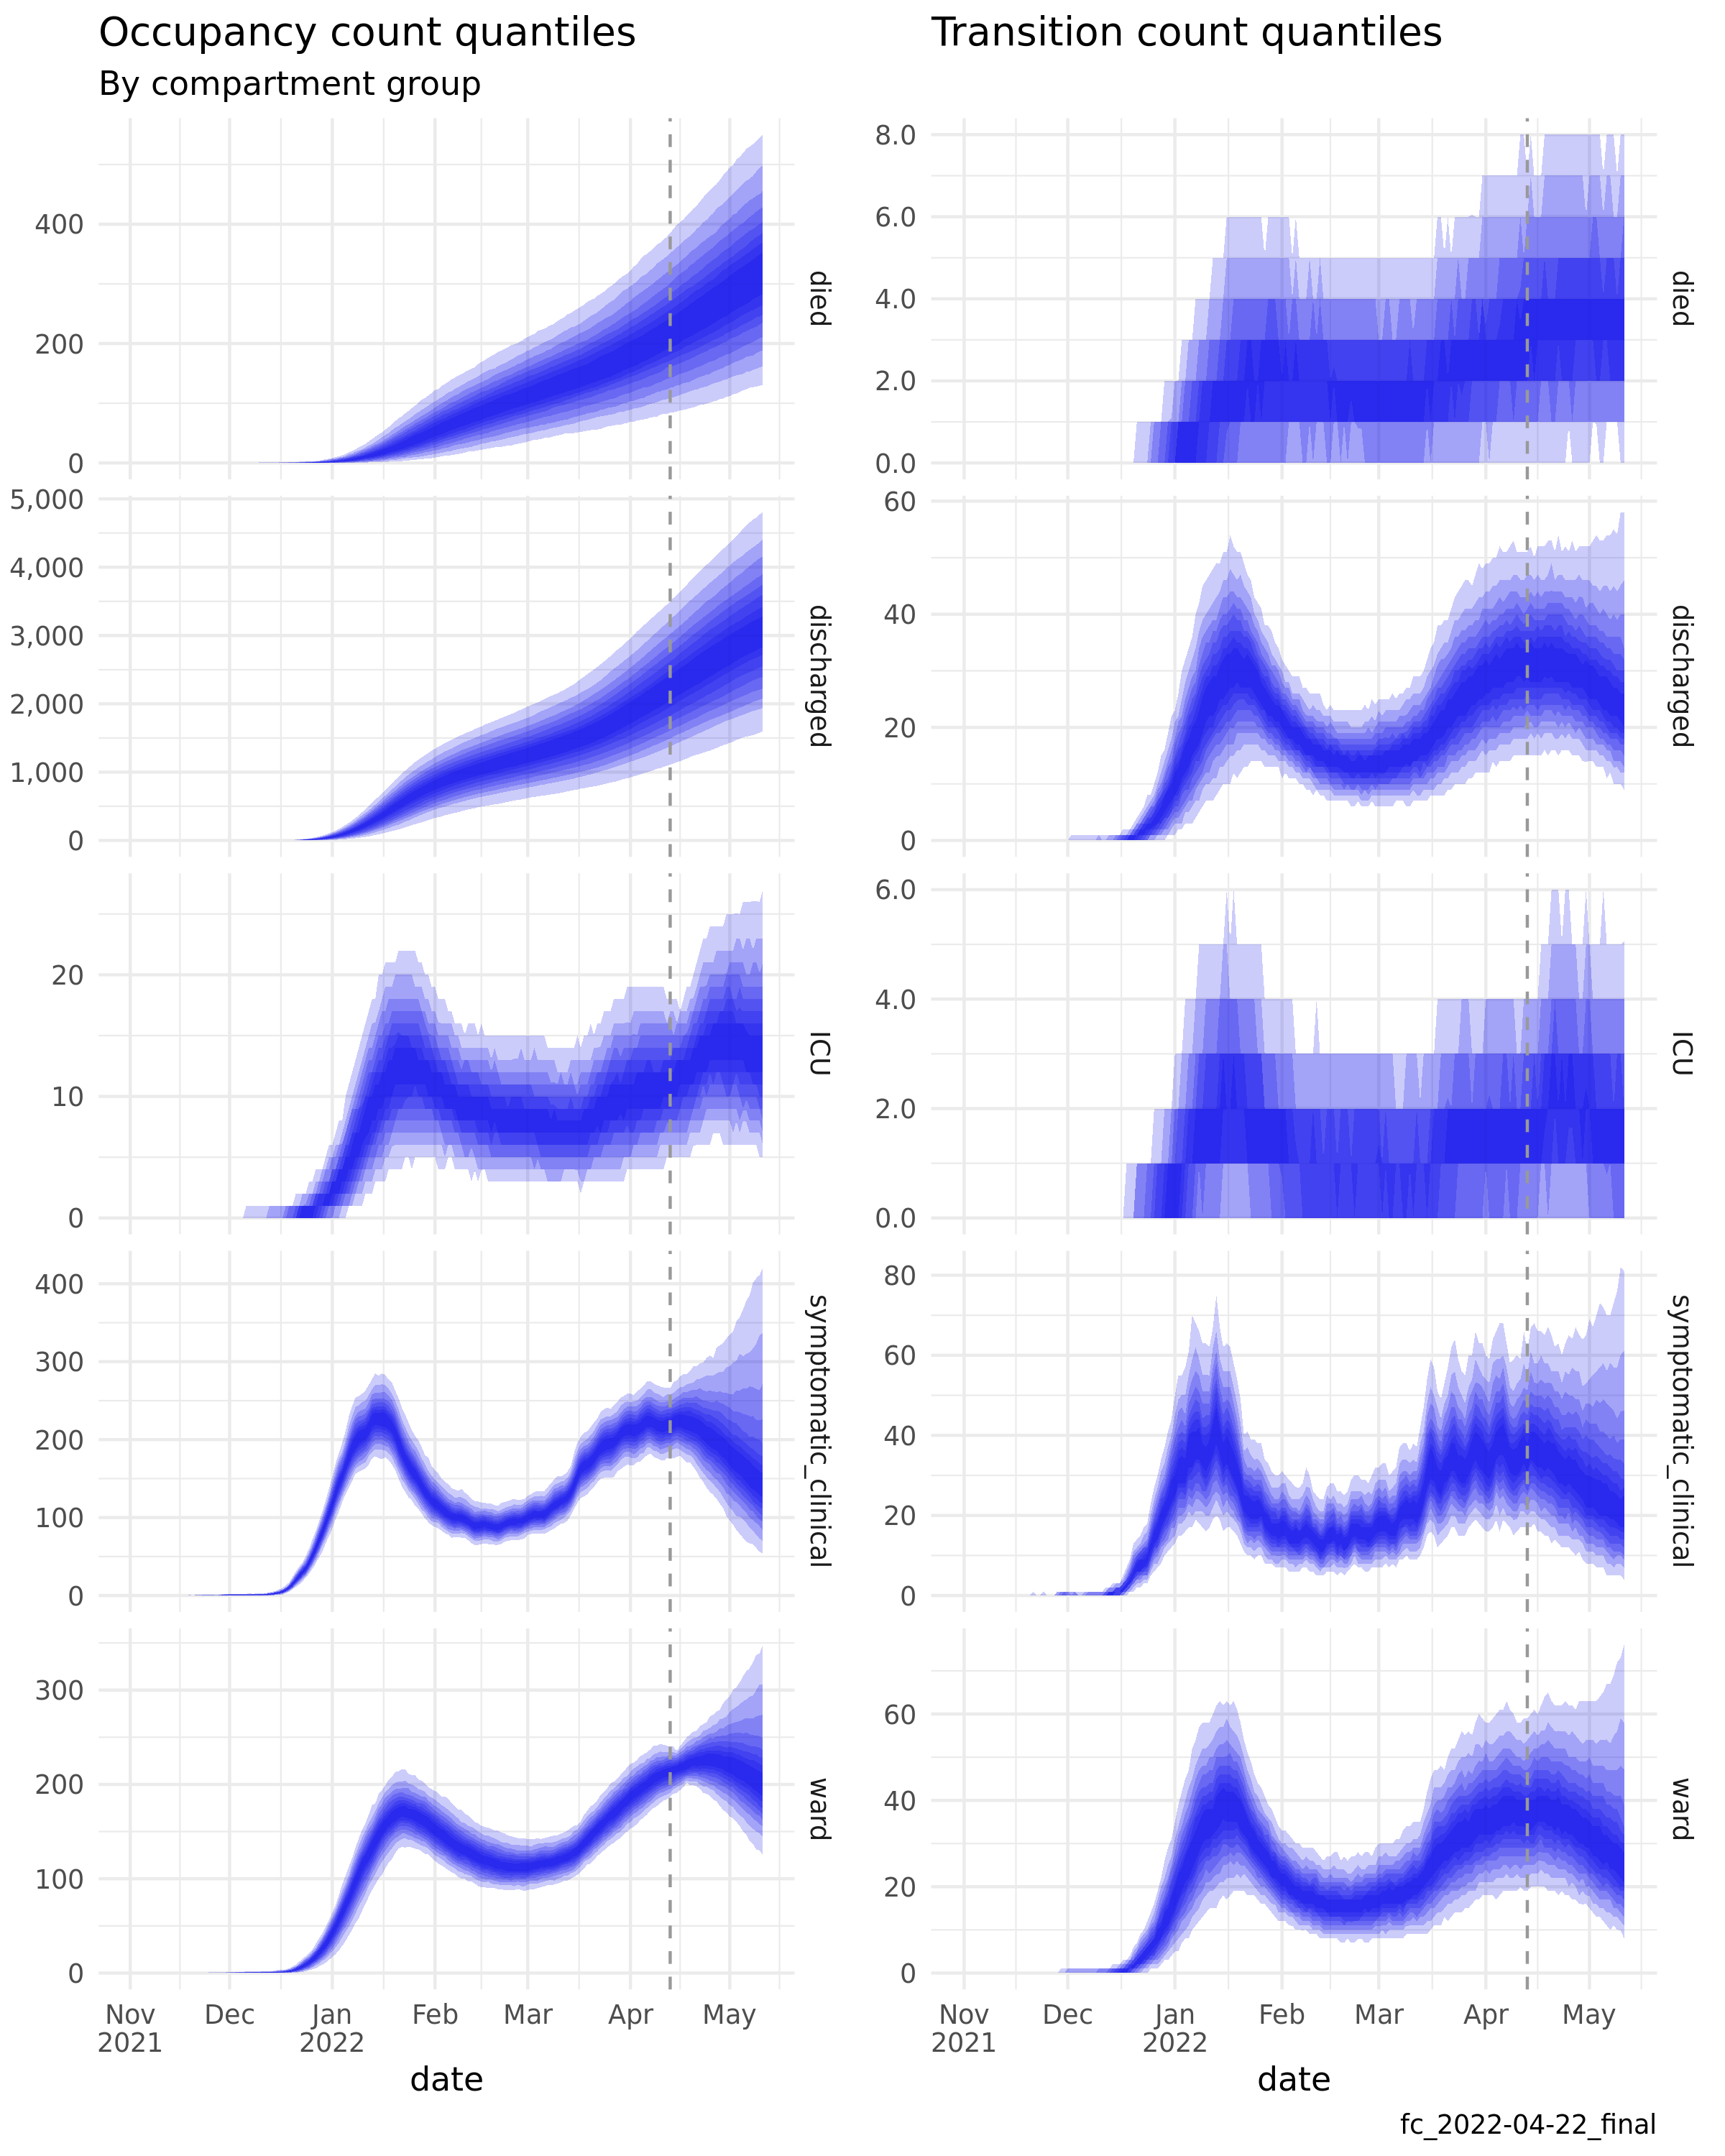 Occupancy count quantiles
By compartment group
400
200
0
died
5,000
4,000
3,000
2,000
1,000
0
discharged
20
10
0
ICU
400
300
200
100
0
symptomatic_clinical
300
200
100
0
ward
Nov Dec Jan Feb Mar Apr May
2021 2022
date
Transition count quantiles
8.0
6.0
4.0
2.0
0.0
died
60
40
20
0
discharged
6.0
4.0
2.0
0.0
ICU
80
60
40
20
0
symptomatic_clinical
60
40
20
0
ward
Nov Dec Jan Feb Mar Apr May
2021 2022
date
fc_2022-04-22_final